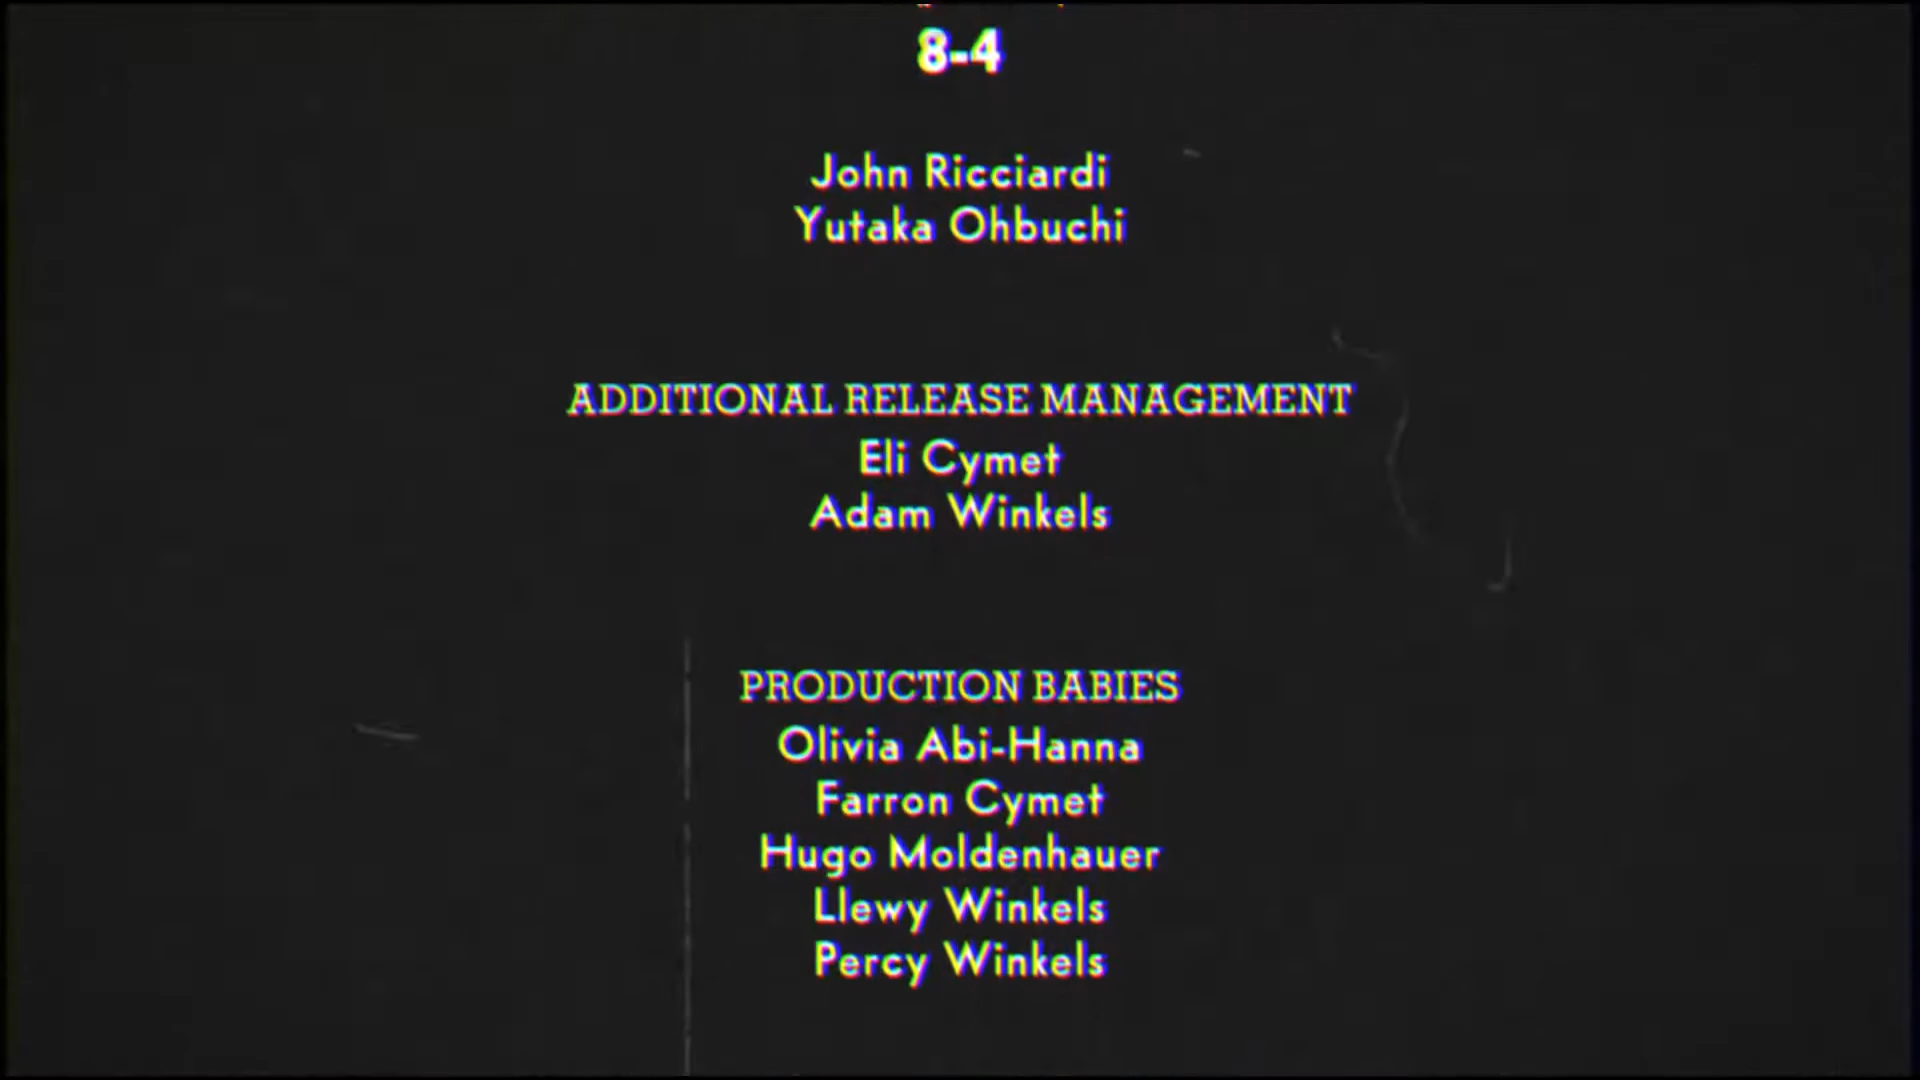 8-4
John Ricciardi
Yutaka Ohbuchi
ADDITIONAL RELEASE MANAGEMENT
Eli Cymet
Adam Winkels
PRODUCTION BABIES
Olivia Abi-Hanna
Farron Cymet
Hugo Moldenhauer
Llewy Winkels
Percy Winkels